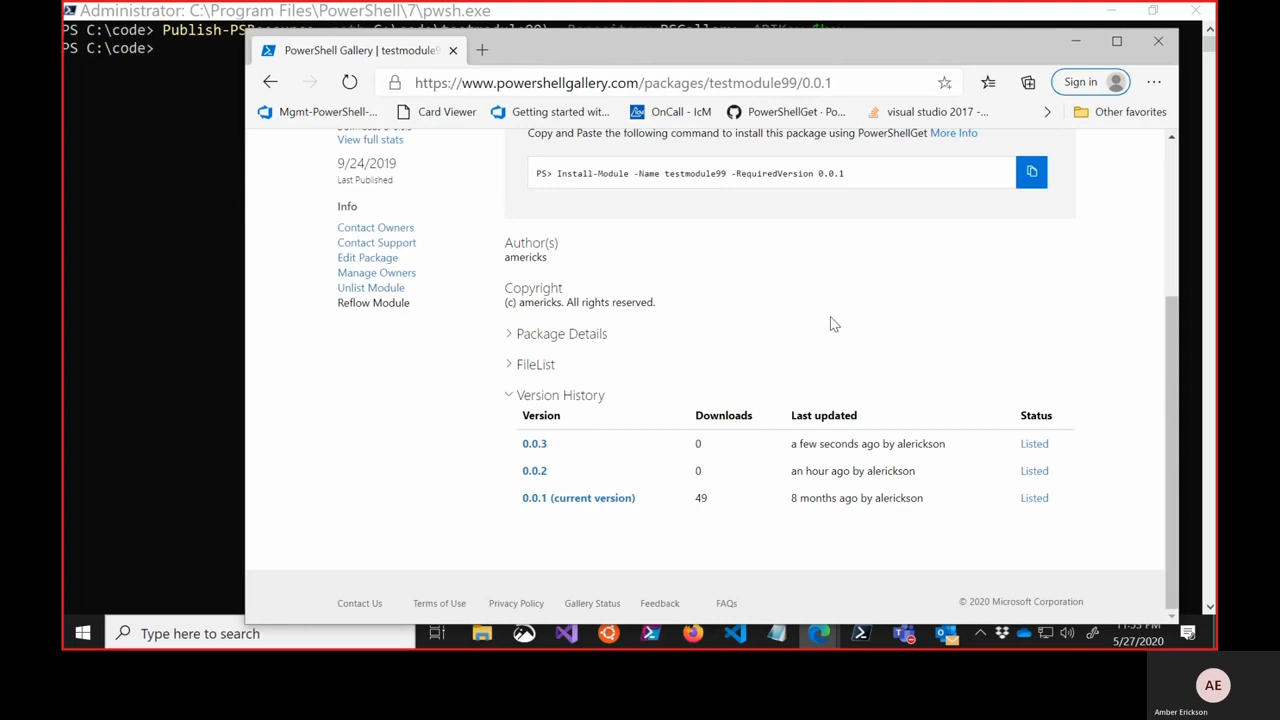 Administrator: C:\Program Files\PowerShell\7\pwsh.exe
PS C:\code> Publish-PSResource
PS C:\code>
PowerShell Gallery | testmodule99
https://www.powershellgallery.com/packages/testmodule99/0.0.1
Sign in
Mgmt-PowerShell-... Card Viewer Getting started wit... OnCall - IcM PowerShellGet · Po... visual studio 2017 -... Other favorites
View full stats
9/24/2019
Last Published
Info
Contact Owners
Contact Support
Edit Package
Manage Owners
Unlist Module
Reflow Module
Copy and Paste the following command to install this package using PowerShellGet More Info
PS> Install-Module -Name testmodule99 -RequiredVersion 0.0.1
Author(s)
americks
Copyright
(c) americks. All rights reserved.
Package Details
FileList
Version History
Version Downloads Last updated Status
0.0.3 0 a few seconds ago by alerickson Listed
0.0.2 0 an hour ago by alerickson Listed
0.0.1 (current version) 49 8 months ago by alerickson Listed
Contact Us Terms of Use Privacy Policy Gallery Status Feedback FAQs © 2020 Microsoft Corporation
Type here to search
5/27/2020
AE
Amber Erickson